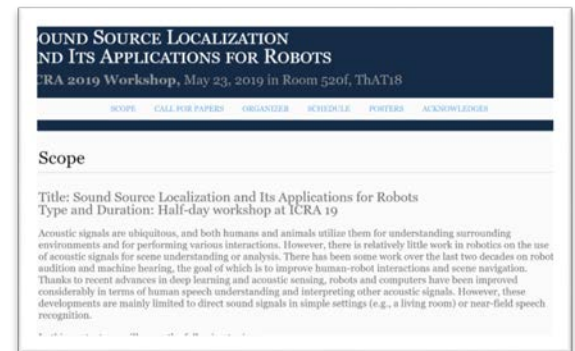 OUND SOURCE LOCALIZATION
ND ITS APPLICATIONS FOR ROBOTS
CRA 2019 Workshop, May 23, 2019 in Room 520f, ThAT18
SCOPE CALL FOR PAPERS ORGANIZER SCHEDULE POSTERS ACKNOWLEDGES
Scope
Title: Sound Source Localization and Its Applications for Robots
Type and Duration: Half-day workshop at ICRA 19
Acoustic signals are ubiquitous, and both humans and animals utilize them for understanding surrounding
environments and for performing various interactions. However, there is relatively little work in robotics on the use
of acoustic signals for scene understanding or analysis. There has been some work over the last two decades on robot
audition and machine hearing, the goal of which is to improve human-robot interactions and scene navigation.
Thanks to recent advances in deep learning and acoustic sensing, robots and computers have been improved
considerably in terms of human speech understanding and interpreting other acoustic signals. However, these
developments are mainly limited to direct sound signals in simple settings (e.g., a living room) or near-field speech
recognition.